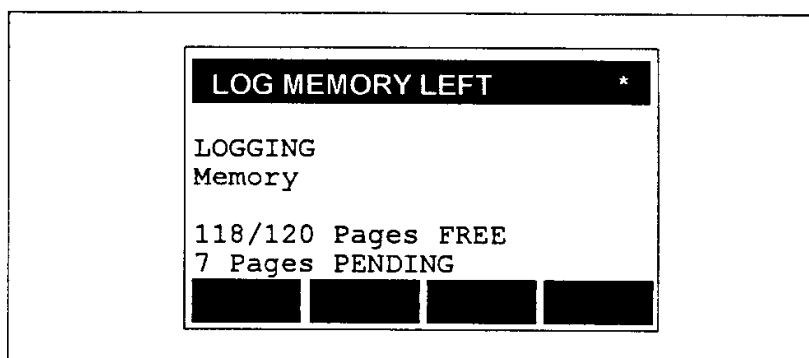 LOG MEMORY LEFT *
LOGGING
Memory
118/120 Pages FREE
7 Pages PENDING